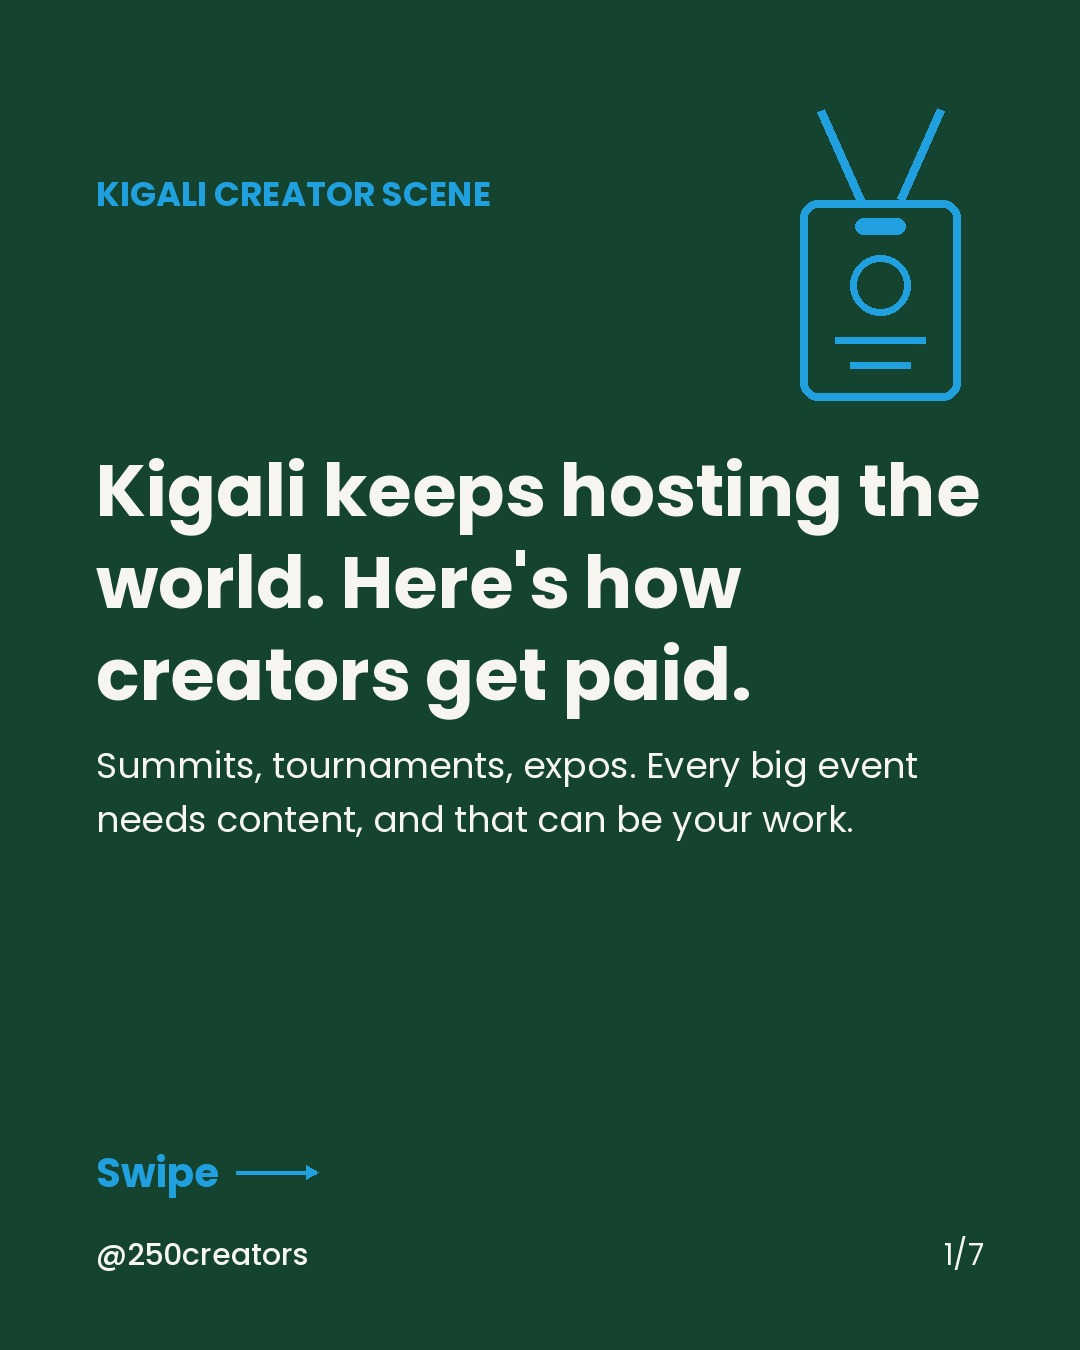 KIGALI CREATOR SCENE
Kigali keeps hosting the
world. Here's how
creators get paid.
Summits, tournaments, expos. Every big event
needs content, and that can be your work.
Swipe
@250creators
1/7